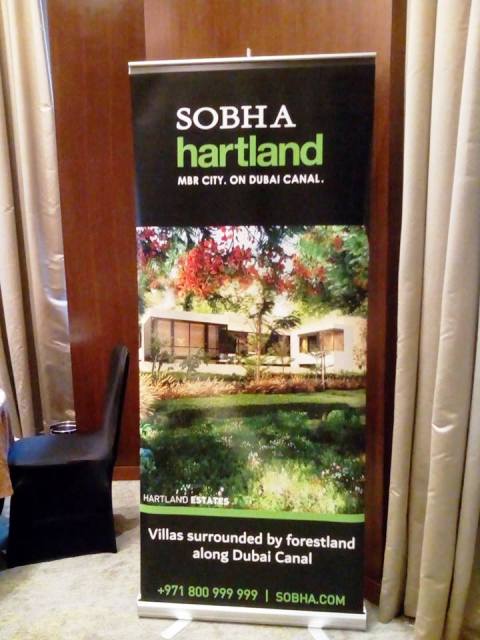 SOBHA
hartland
MBR CITY. ON DUBAI CANAL.
HARTLAND ESTATES
Villas surrounded by forestland
along Dubai Canal
+971 800 999 999 | SOBHA.COM